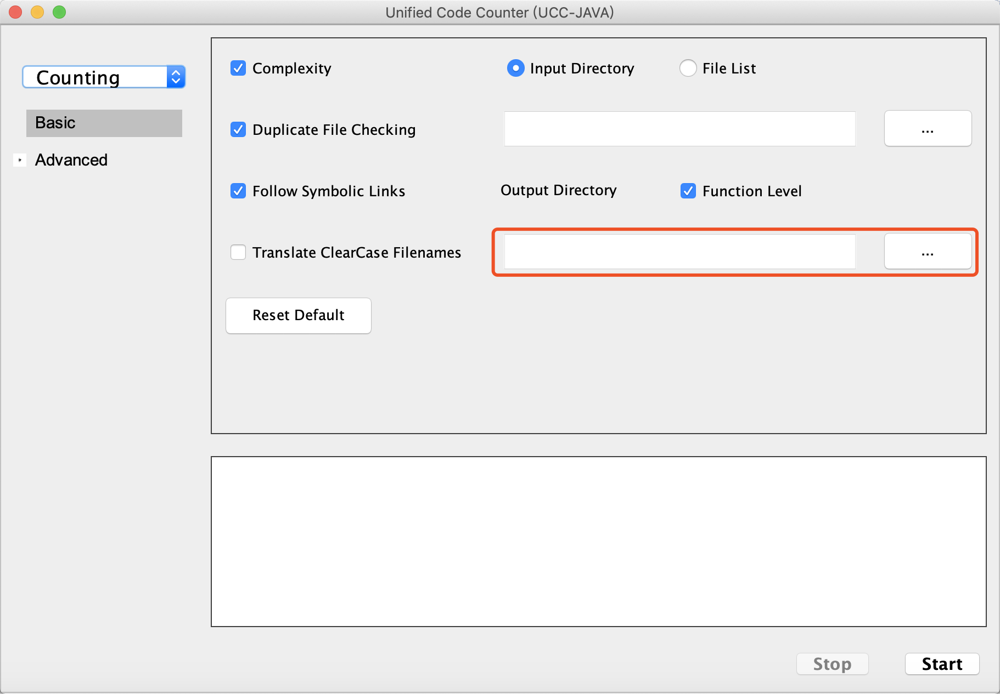 Unified Code Counter (UCC-JAVA)
Counting
Basic
Advanced
Complexity
Input Directory
File List
Duplicate File Checking
...
Follow Symbolic Links
Output Directory
Function Level
Translate ClearCase Filenames
...
Reset Default
Stop
Start